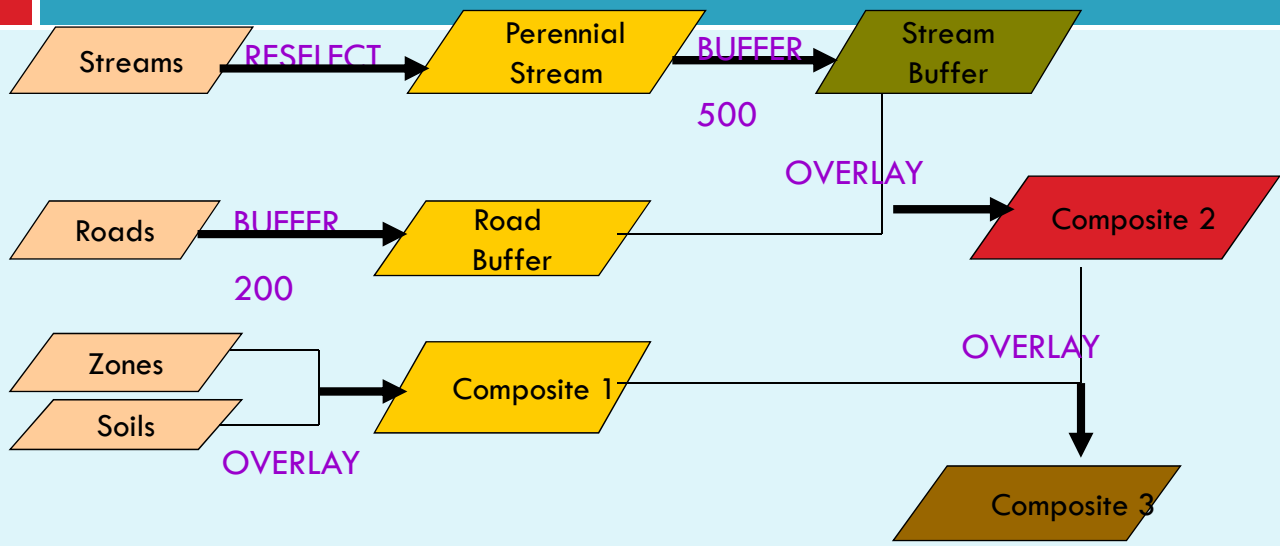 Streams
RESELECT
Perennial
Stream
BUFFER
500
Stream
Buffer
OVERLAY
Roads
BUFFER
200
Road
Buffer
Composite 2
Zones
Soils
OVERLAY
Composite 1
OVERLAY
Composite 3